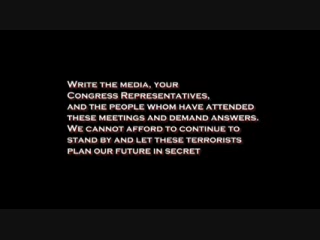 Write the media, your
Congress Representatives,
and the people whom have attended
these meetings and demand answers.
We cannot afford to continue to
stand by and let these terrorists
plan our future in secret